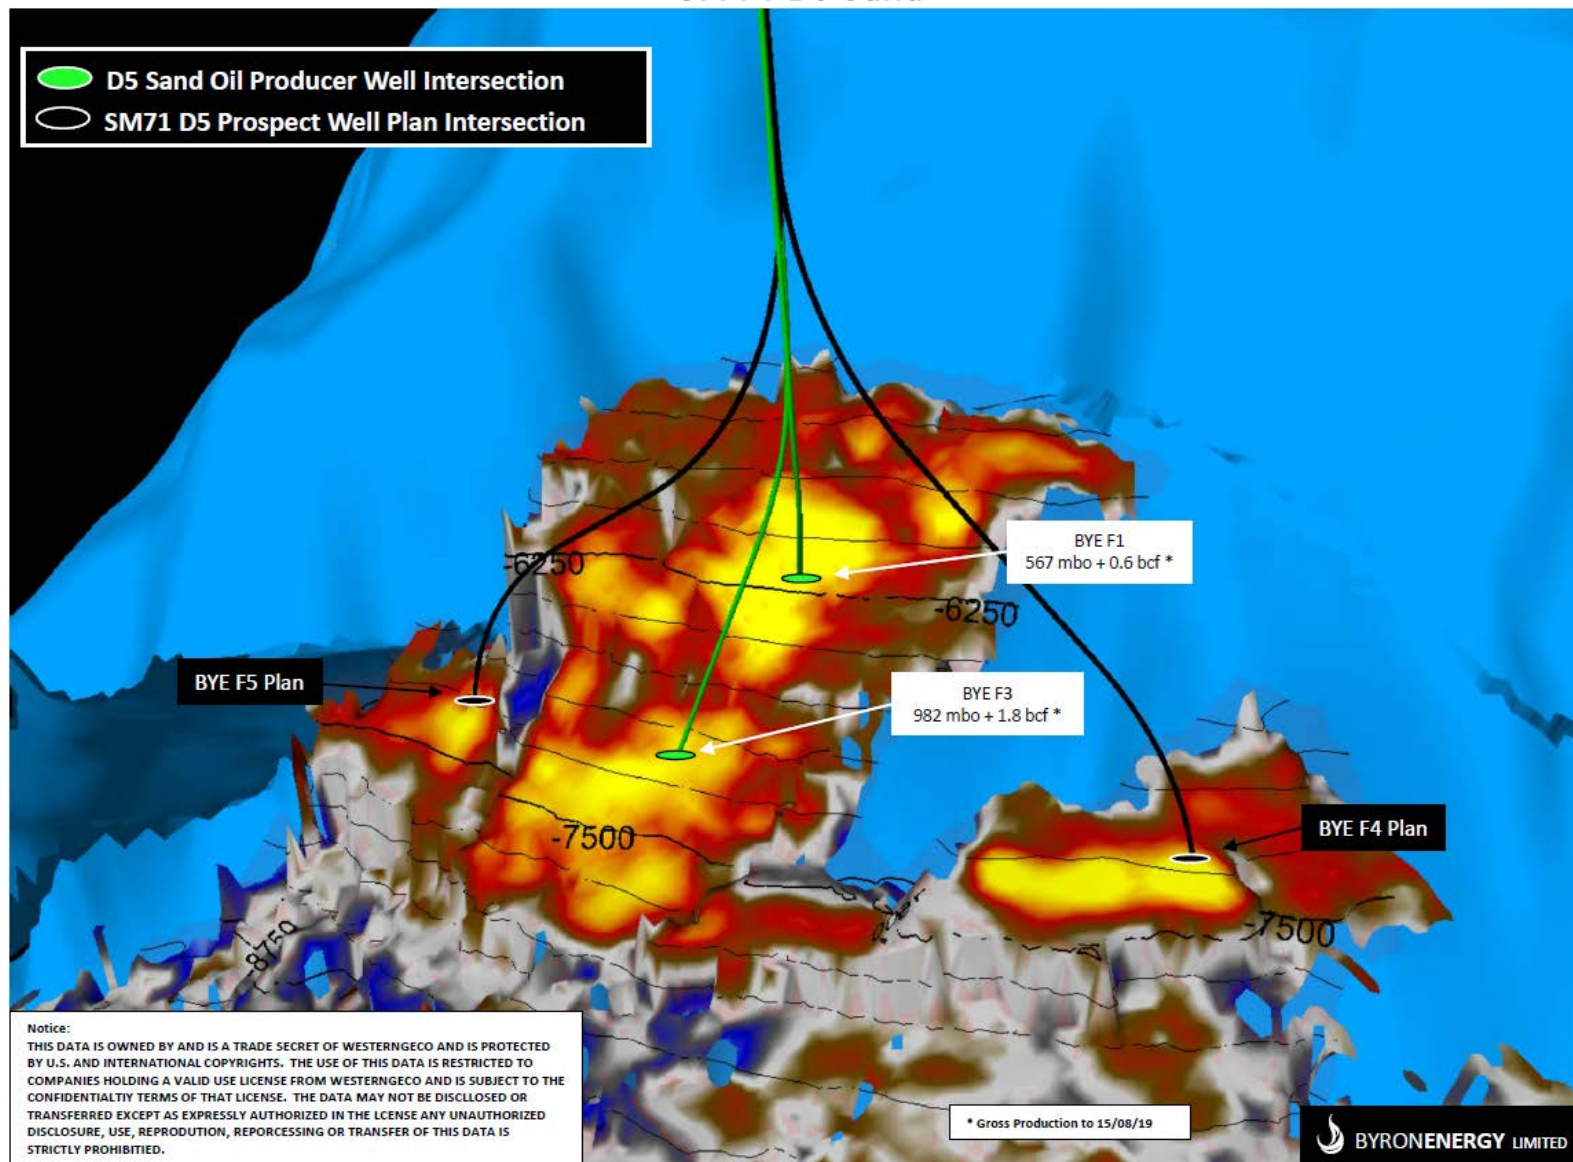 D5 Sand Oil Producer Well Intersection
SM71 D5 Prospect Well Plan Intersection
BYE F1
567 mbo + 0.6 bcf *
-6250
-6250
BYE F5 Plan
BYE F3
982 mbo + 1.8 bcf *
-7500
BYE F4 Plan
-7500
-8750
Notice:
THIS DATA IS OWNED BY AND IS A TRADE SECRET OF WESTERNGECO AND IS PROTECTED
BY U.S. AND INTERNATIONAL COPYRIGHTS. THE USE OF THIS DATA IS RESTRICTED TO
COMPANIES HOLDING A VALID USE LICENSE FROM WESTERNGECO AND IS SUBJECT TO THE
CONFIDENTIALTIY TERMS OF THAT LICENSE. THE DATA MAY NOT BE DISCLLOSED OR
TRANSFERRED EXCEPT AS EXPRESSLY AUTHORIZED IN THE LCENSE ANY UNAUTHORIZED
DISCLOSURE, USE, REPRODUTION, REPORCESSING OR TRANSFER OF THIS DATA IS
STRICTLY PROHIBITIED.
* Gross Production to 15/08/19
BYRONENERGY LIMITED